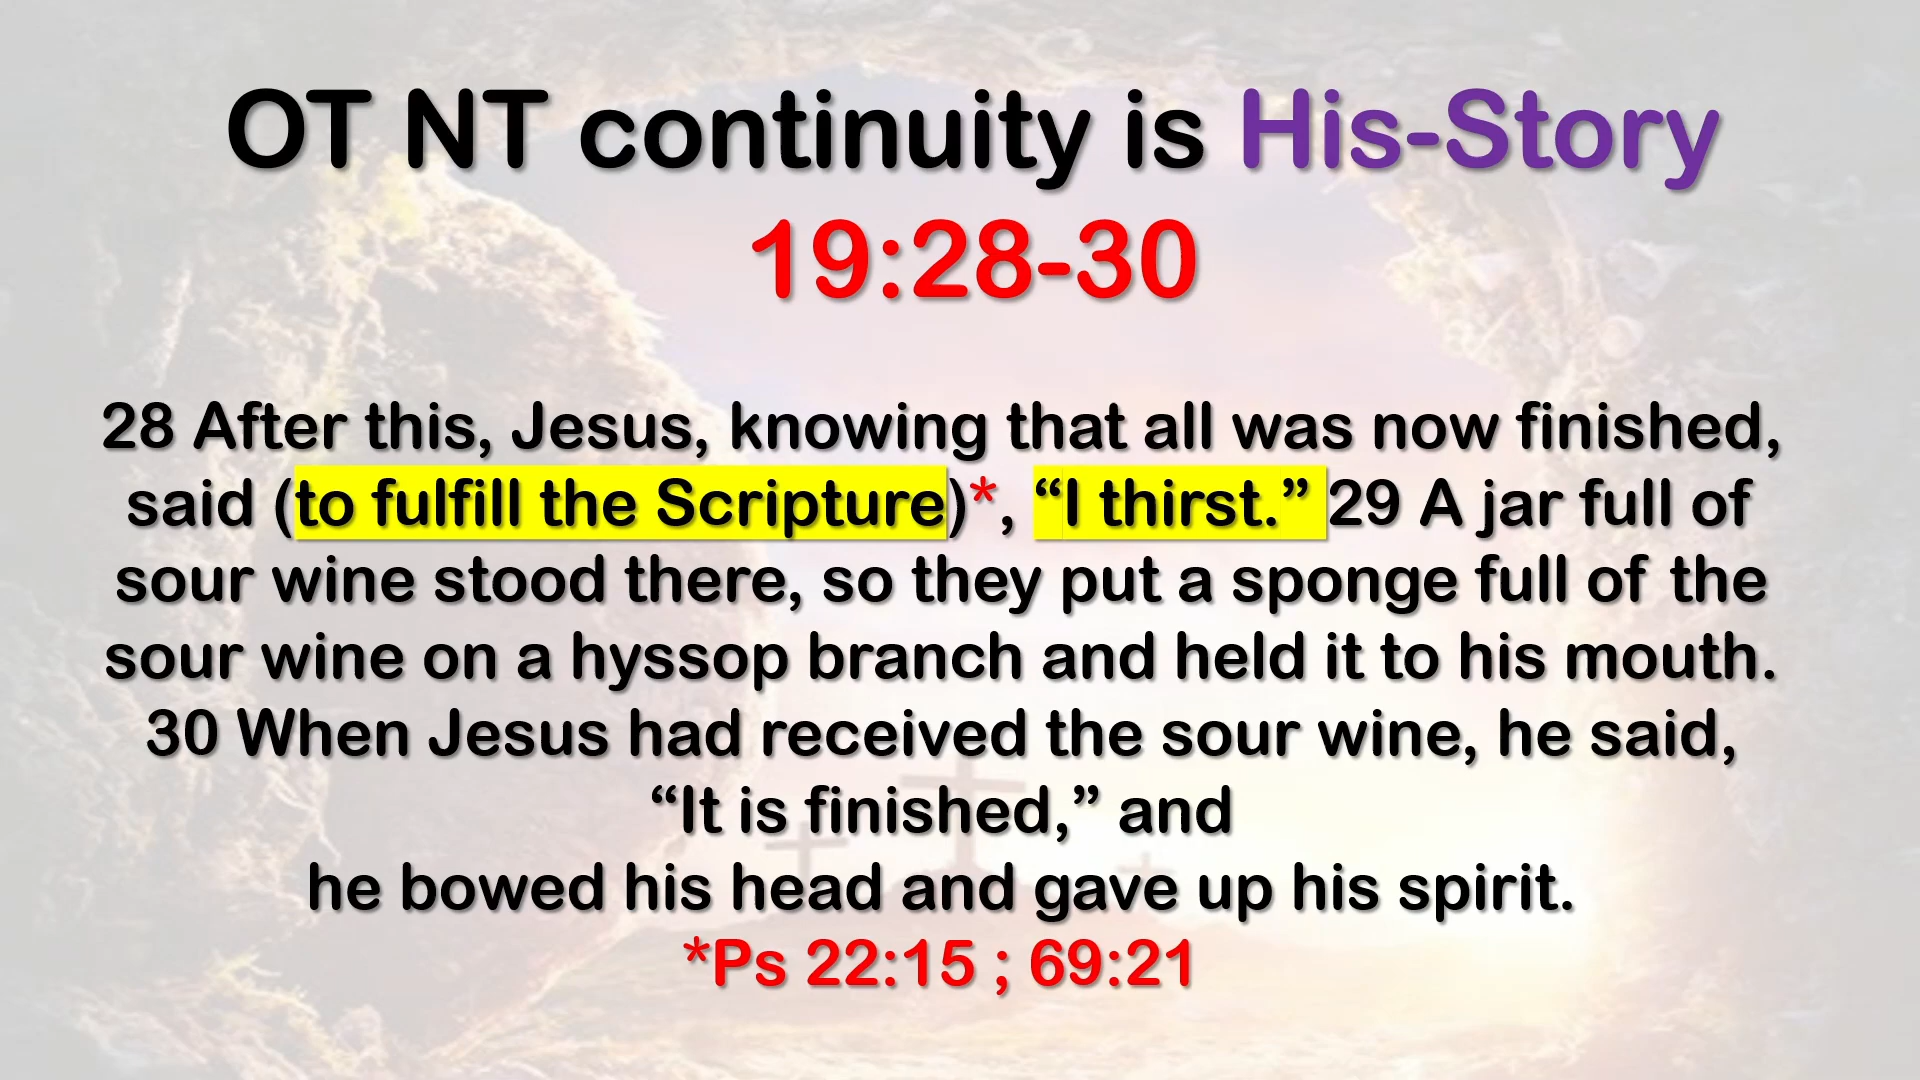 OT NT continuity is His-Story
19:28-30
28 After this, Jesus, knowing that all was now finished,
said (to fulfill the Scripture)*, “I thirst.” 29 A jar full of
sour wine stood there, so they put a sponge full of the
sour wine on a hyssop branch and held it to his mouth.
30 When Jesus had received the sour wine, he said,
“It is finished,” and
he bowed his head and gave up his spirit.
*Ps 22:15 ; 69:21